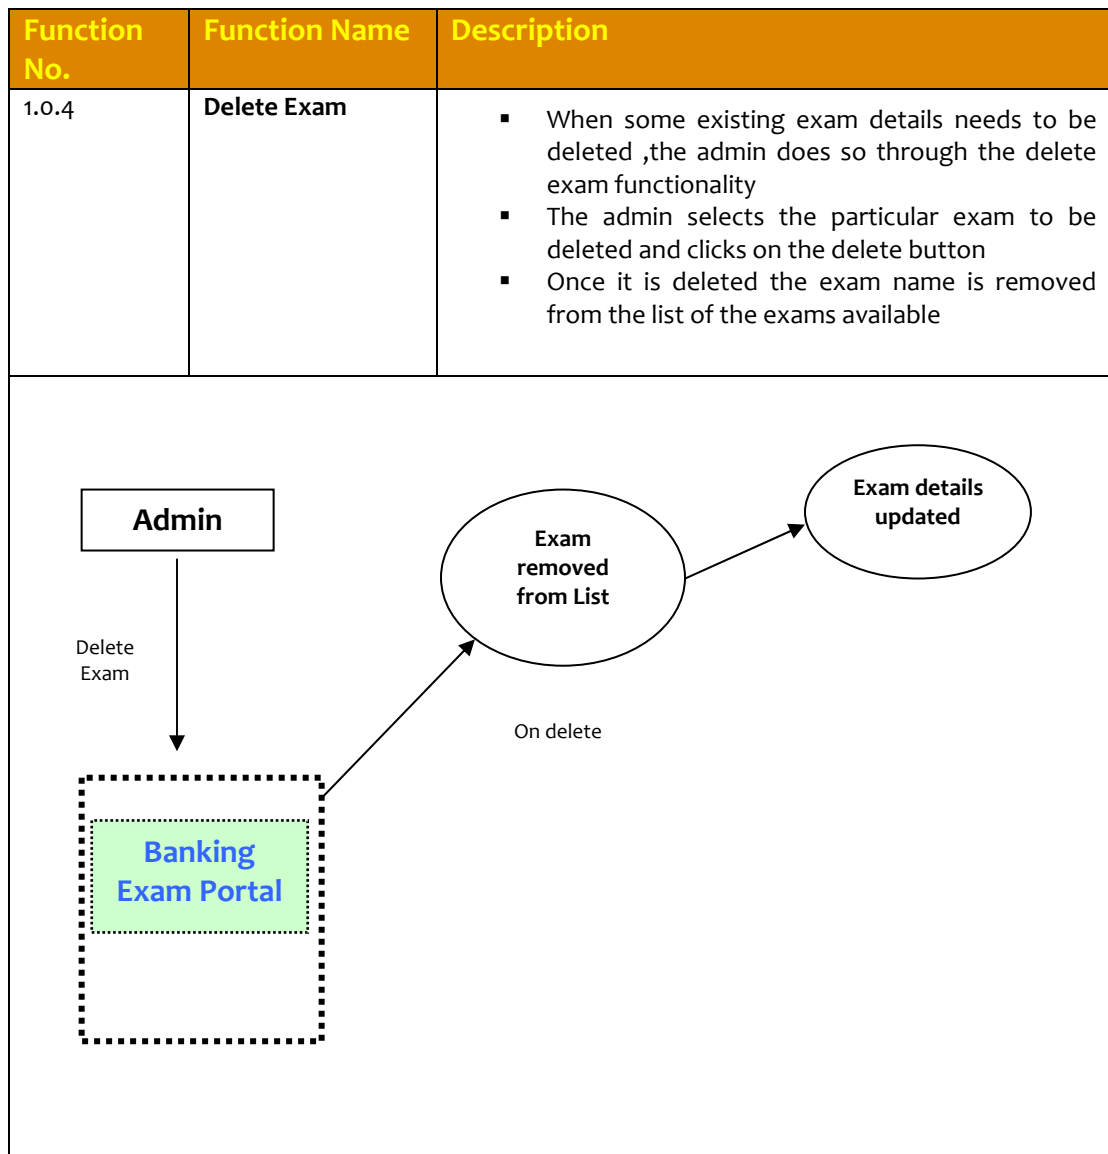 Function No.
Function Name
Description
1.0.4
Delete Exam
▪ When some existing exam details needs to be
deleted ,the admin does so through the delete
exam functionality
▪ The admin selects the particular exam to be
deleted and clicks on the delete button
▪ Once it is deleted the exam name is removed
from the list of the exams available
Admin
Exam
removed
from List
Exam details
updated
Delete
Exam
On delete
Banking
Exam Portal